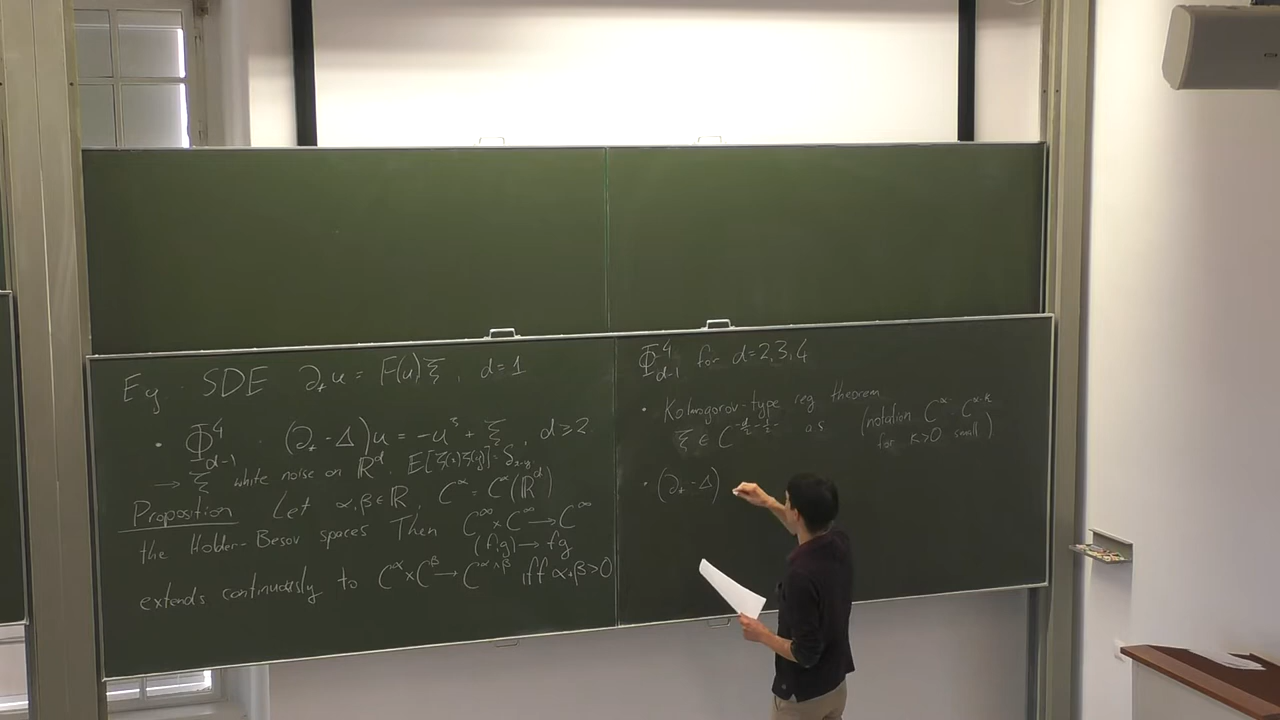 Eg · SDE ∂ₜu = F(u)ξ, d=1
· Φ⁴_{d-1} · (∂ₜ-Δ)u = -u³ + ξ, d≥2
→ ξ white noise on ℝᵈ, E[ξ(x)ξ(y)] = δ_{x-y}
Proposition Let α,β∈ℝ, C^α = C^α(ℝᵈ)
the Hölder-Besov spaces Then C^∞ × C^∞ → C^∞
(f,g) → fg
extends continuously to C^α × C^β → C^{α∧β} iff α+β>0
Φ⁴_{d-1} for d=2,3,4
· Kolmogorov-type reg theorem
ξ ∈ C^{-d/2-1/2-} a.s (notation C^{α-} = C^{α-κ}
for κ>0 small)
· (∂ₜ-Δ)